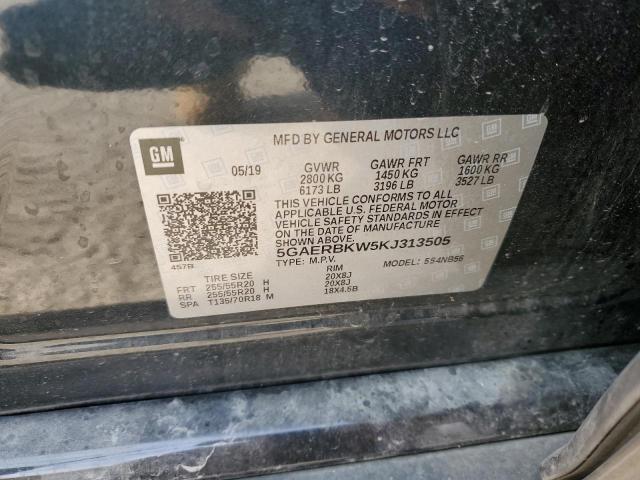 GM
MFD BY GENERAL MOTORS LLC
05/19 GVWR GAWR FRT GAWR RR
2800 KG 1450 KG 1600 KG
6173 LB 3196 LB 3527 LB
THIS VEHICLE CONFORMS TO ALL
APPLICABLE U.S. FEDERAL MOTOR
VEHICLE SAFETY STANDARDS IN EFFECT
ON THE DATE OF MANUFACTURE
SHOWN ABOVE.
5GAERBKW5KJ313505
457B TYPE: M.P.V. MODEL: 5S4NB56
TIRE SIZE RIM
FRT 255/55R20 H 20X8J
RR 255/55R20 H 20X8J
SPA T135/70R18 M 18X4.5B